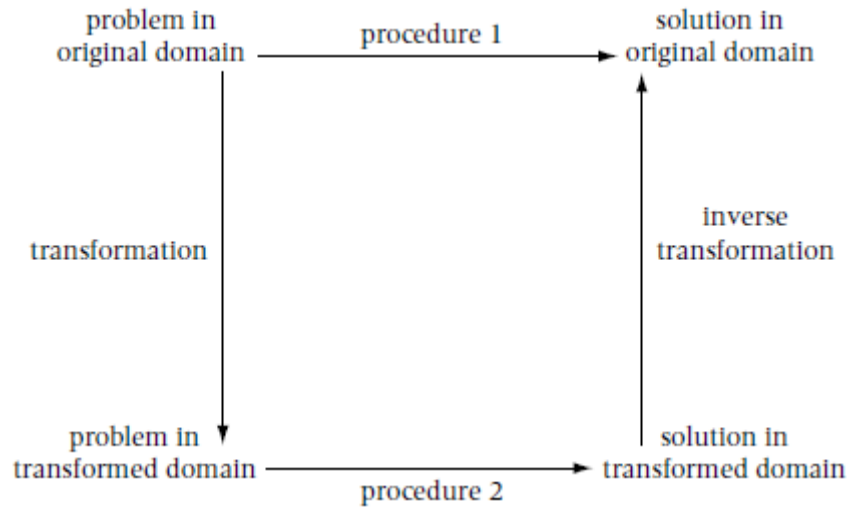 problem in
original domain
procedure 1
solution in
original domain
transformation
inverse
transformation
problem in
transformed domain
procedure 2
solution in
transformed domain